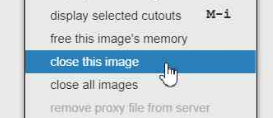 display selected cutouts M-i
free this image's memory
close this image
close all images
remove proxy file from server